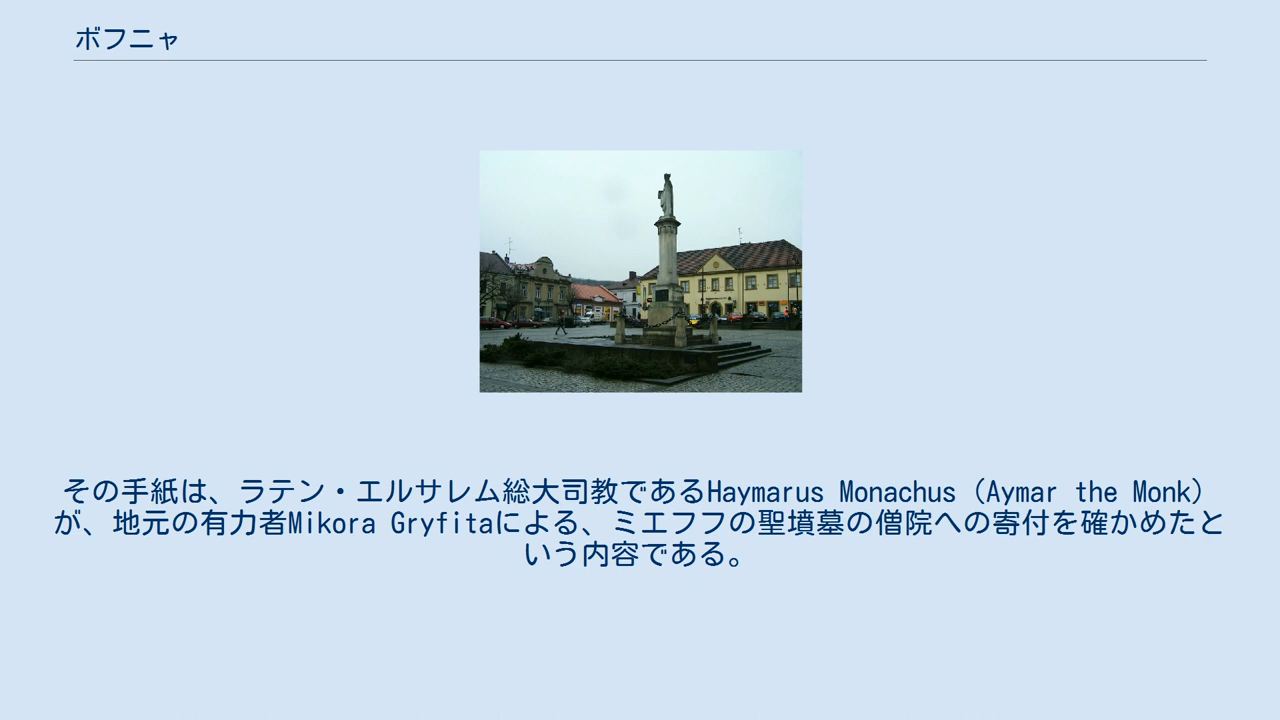 ボフニャ
その手紙は、ラテン・エルサレム総大司教であるHaymarus Monachus（Aymar the Monk）
が、地元の有力者Mikora Gryfitaによる、ミエフフの聖墳墓の僧院への寄付を確かめたと
いう内容である。